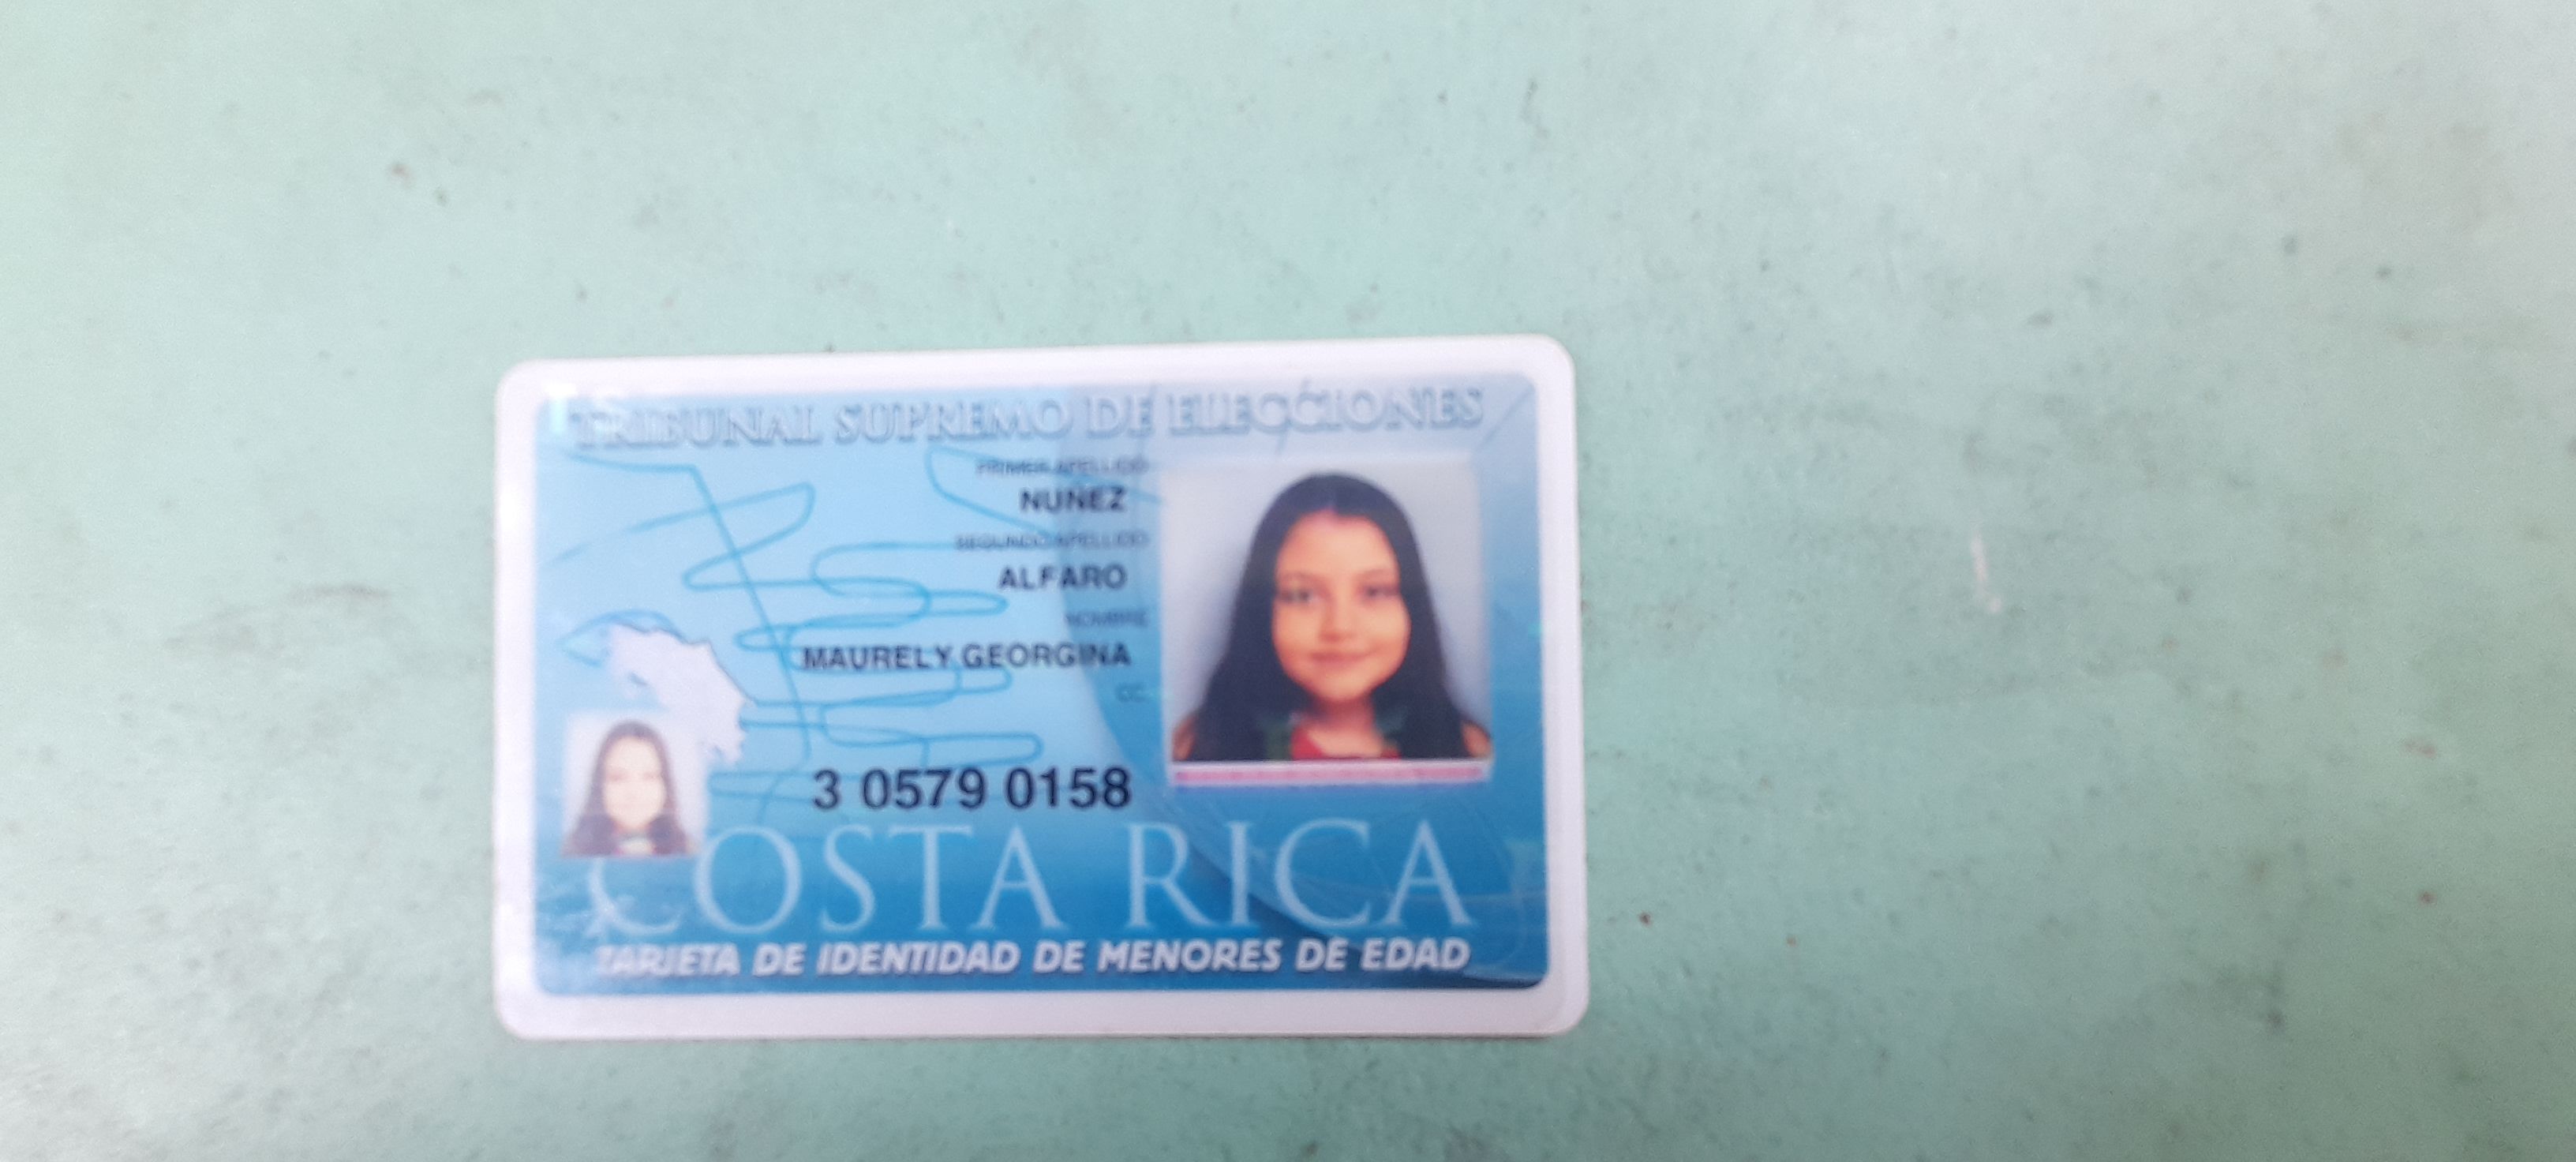 TRIBUNAL SUPREMO DE ELECCIONES
PRIMER APELLIDO
NUÑEZ
SEGUNDO APELLIDO
ALFARO
NOMBRE
MAURELY GEORGINA
CC
3 0579 0158
COSTA RICA
TARJETA DE IDENTIDAD DE MENORES DE EDAD